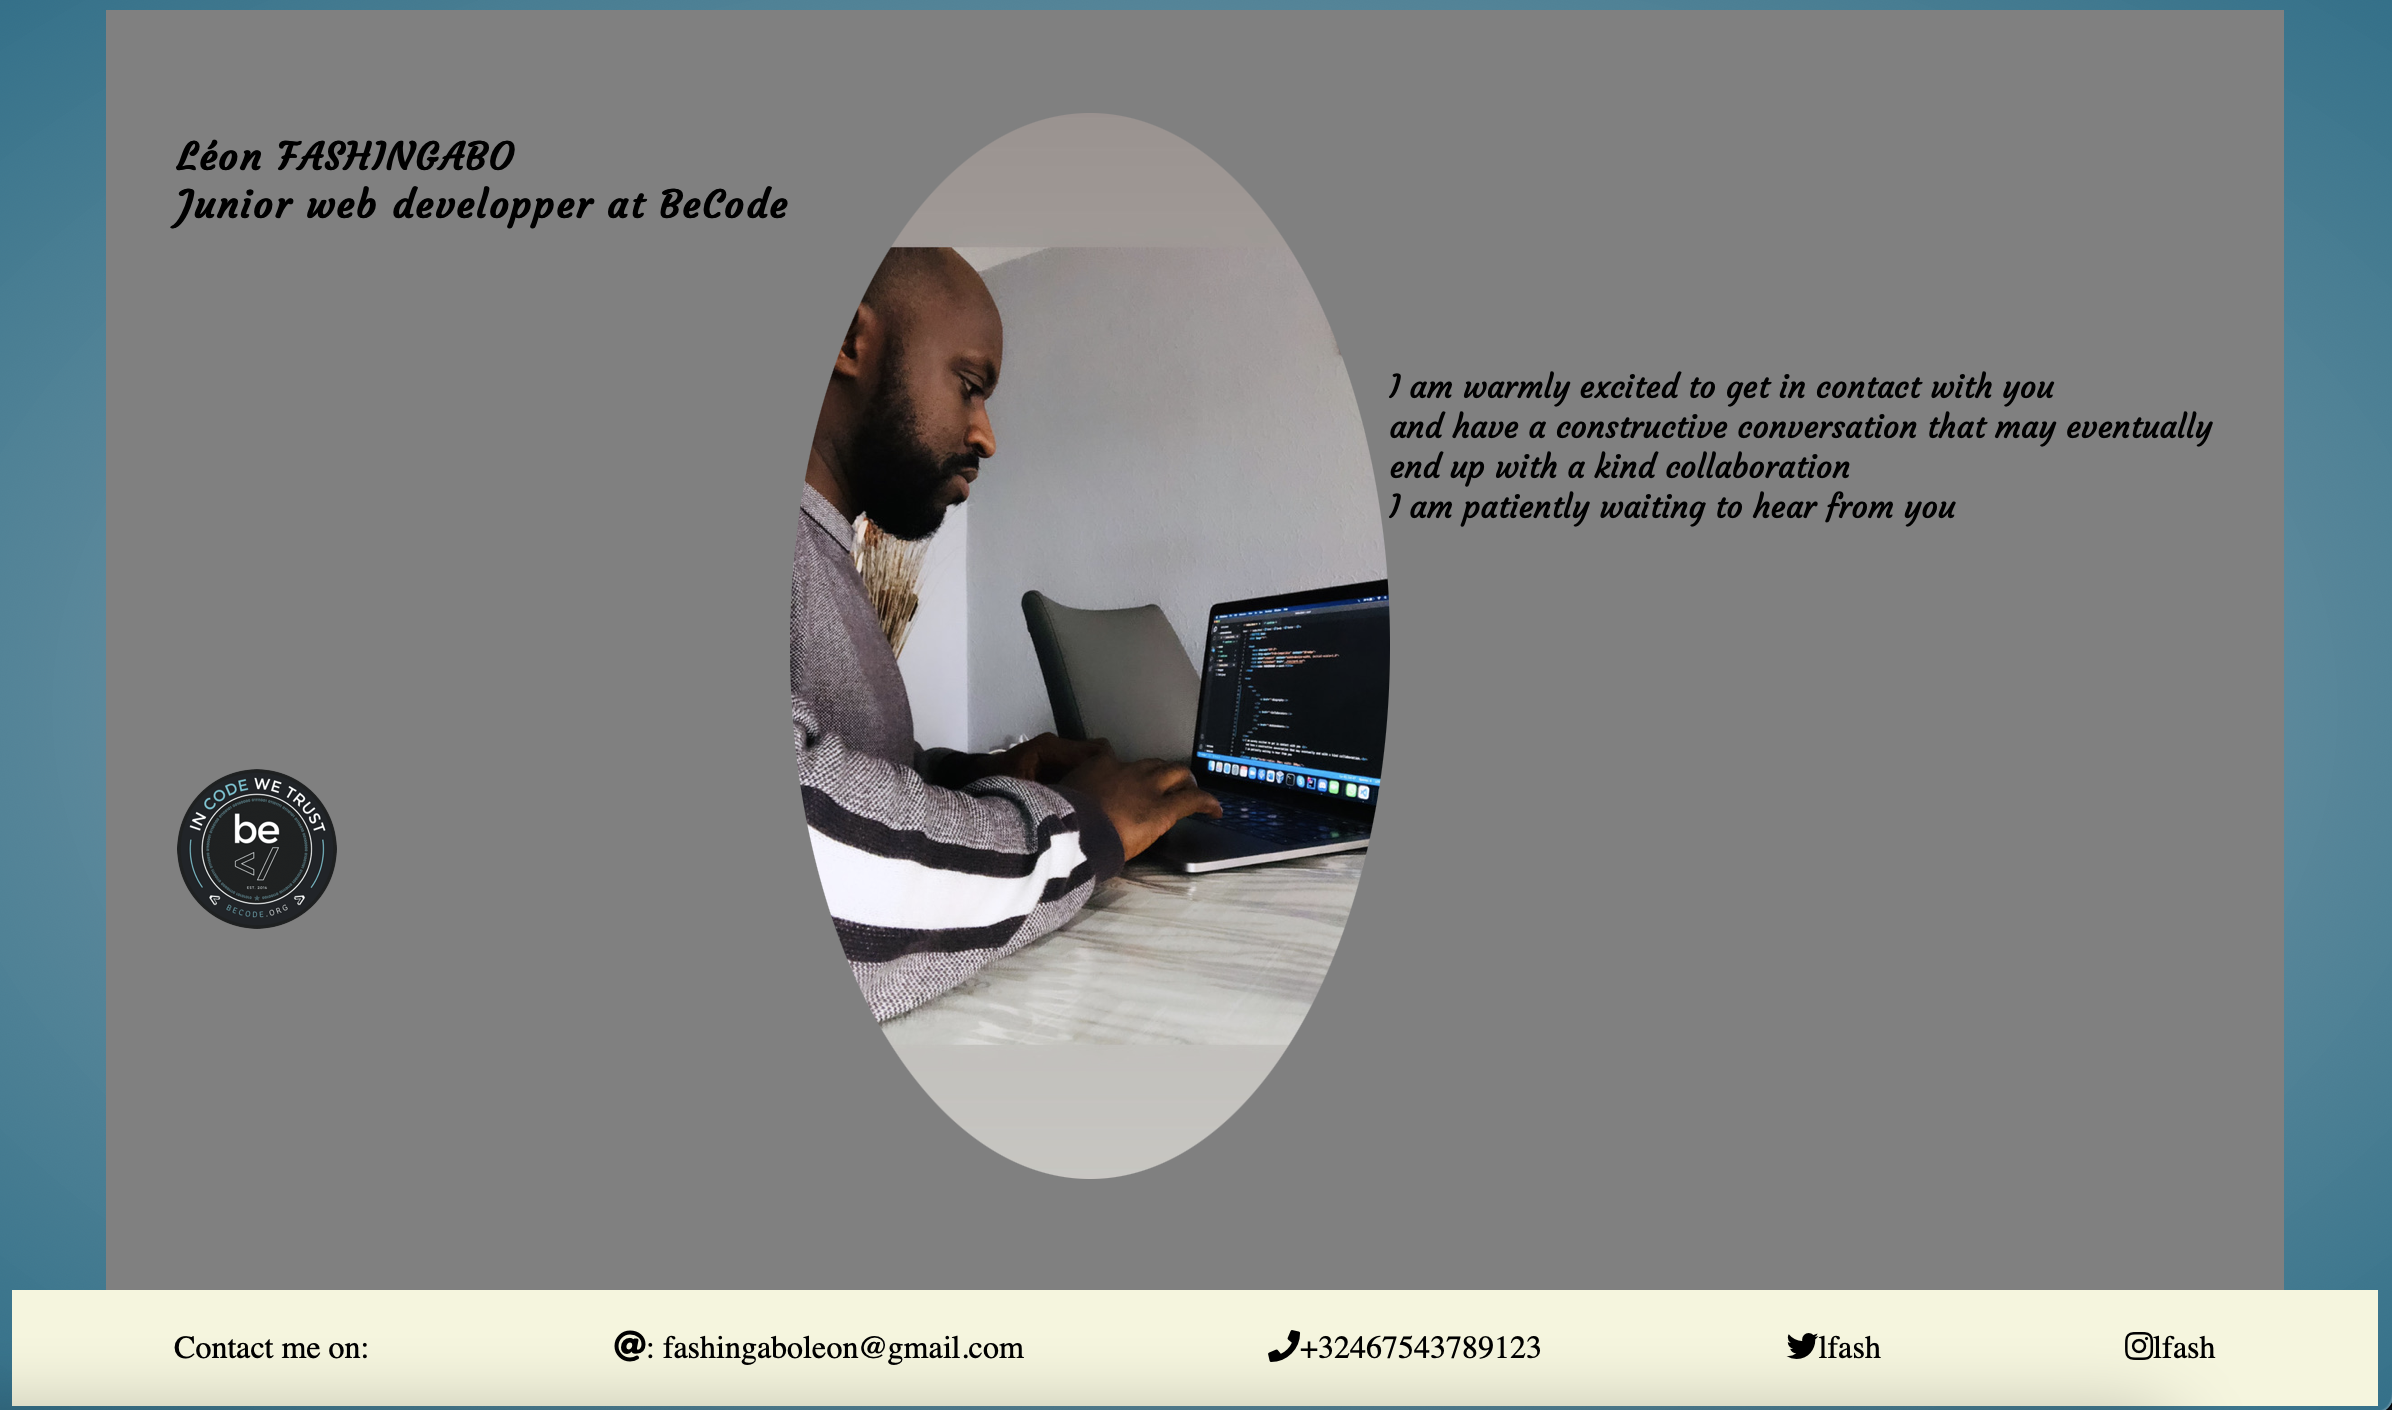 Léon FASHINGABO
Junior web developper at BeCode
I am warmly excited to get in contact with you
and have a constructive conversation that may eventually
end up with a kind collaboration
I am patiently waiting to hear from you
IN CODE WE TRUST
be
</
EST. 2016
BECODE.ORG
Contact me on:
@: fashingaboleon@gmail.com
+32467543789123
lfash
lfash